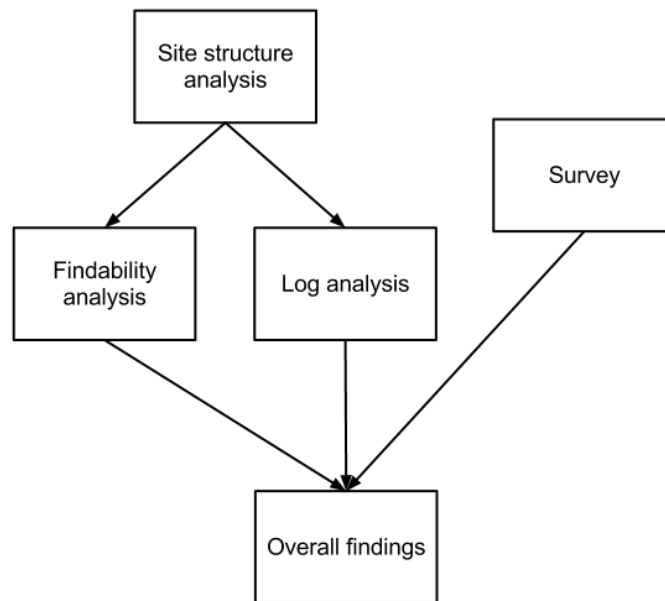 Site structure
analysis
Survey
Findability
analysis
Log analysis
Overall findings